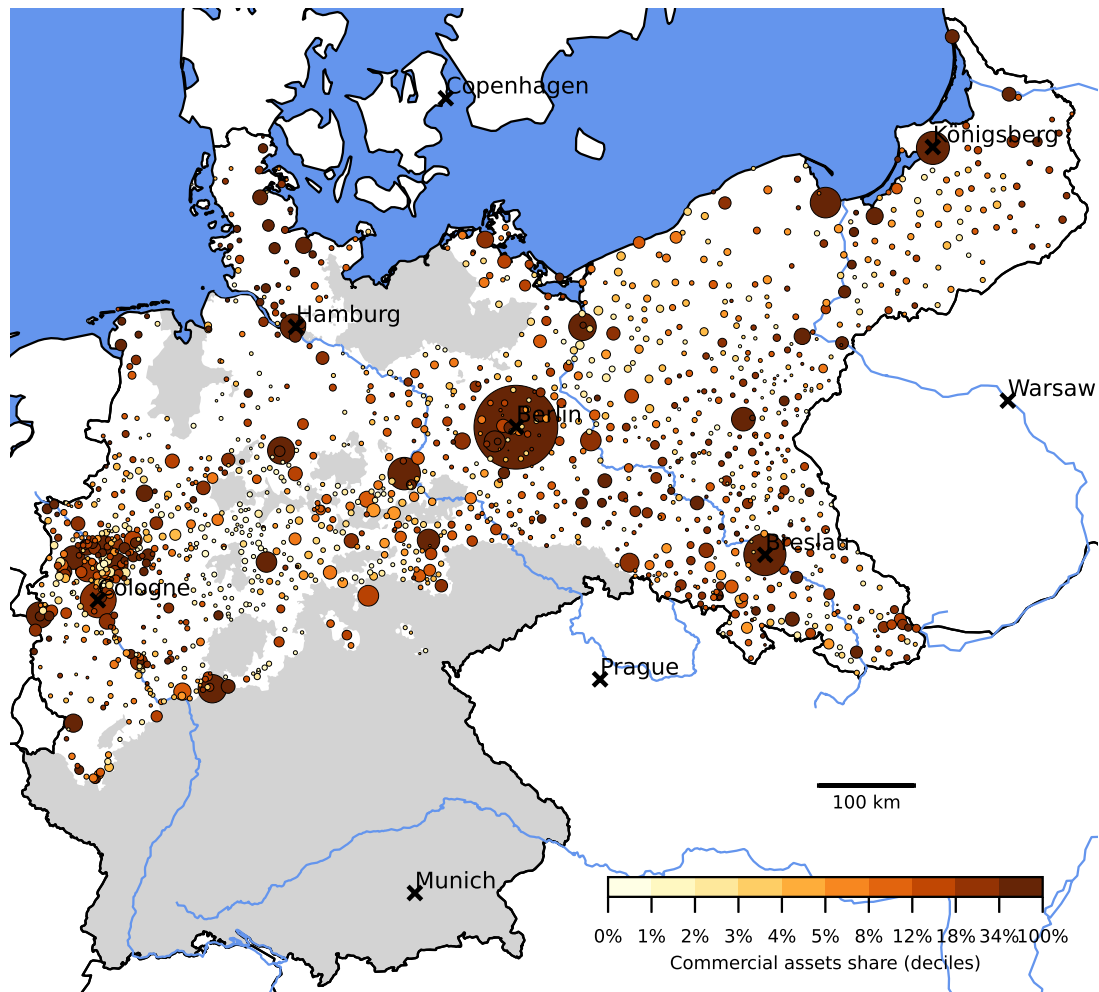 Copenhagen
Königsberg
Hamburg
Warsaw
Berlin
Breslau
Cologne
Prague
100 km
Munich
0% 1% 2% 3% 4% 5% 8% 12% 18% 34% 100%
Commercial assets share (deciles)